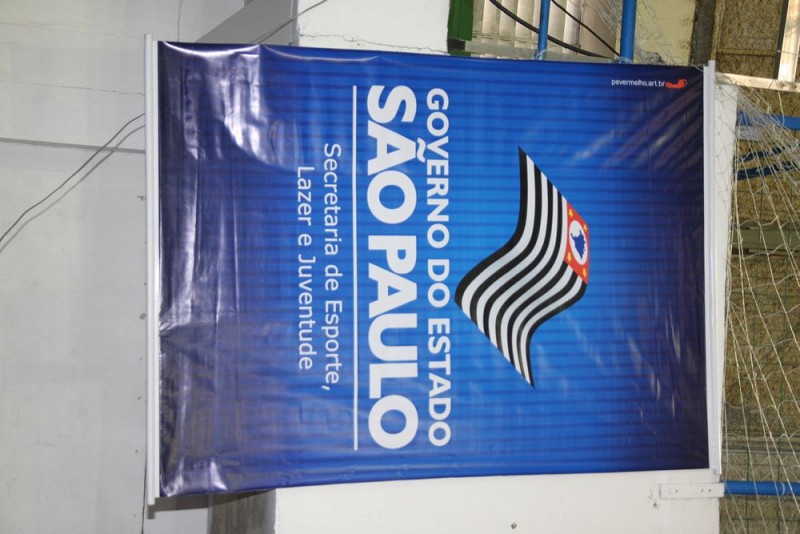 pevermelho.art.br
GOVERNO DO ESTADO
SÃO PAULO
Secretaria de Esporte,
Lazer e Juventude